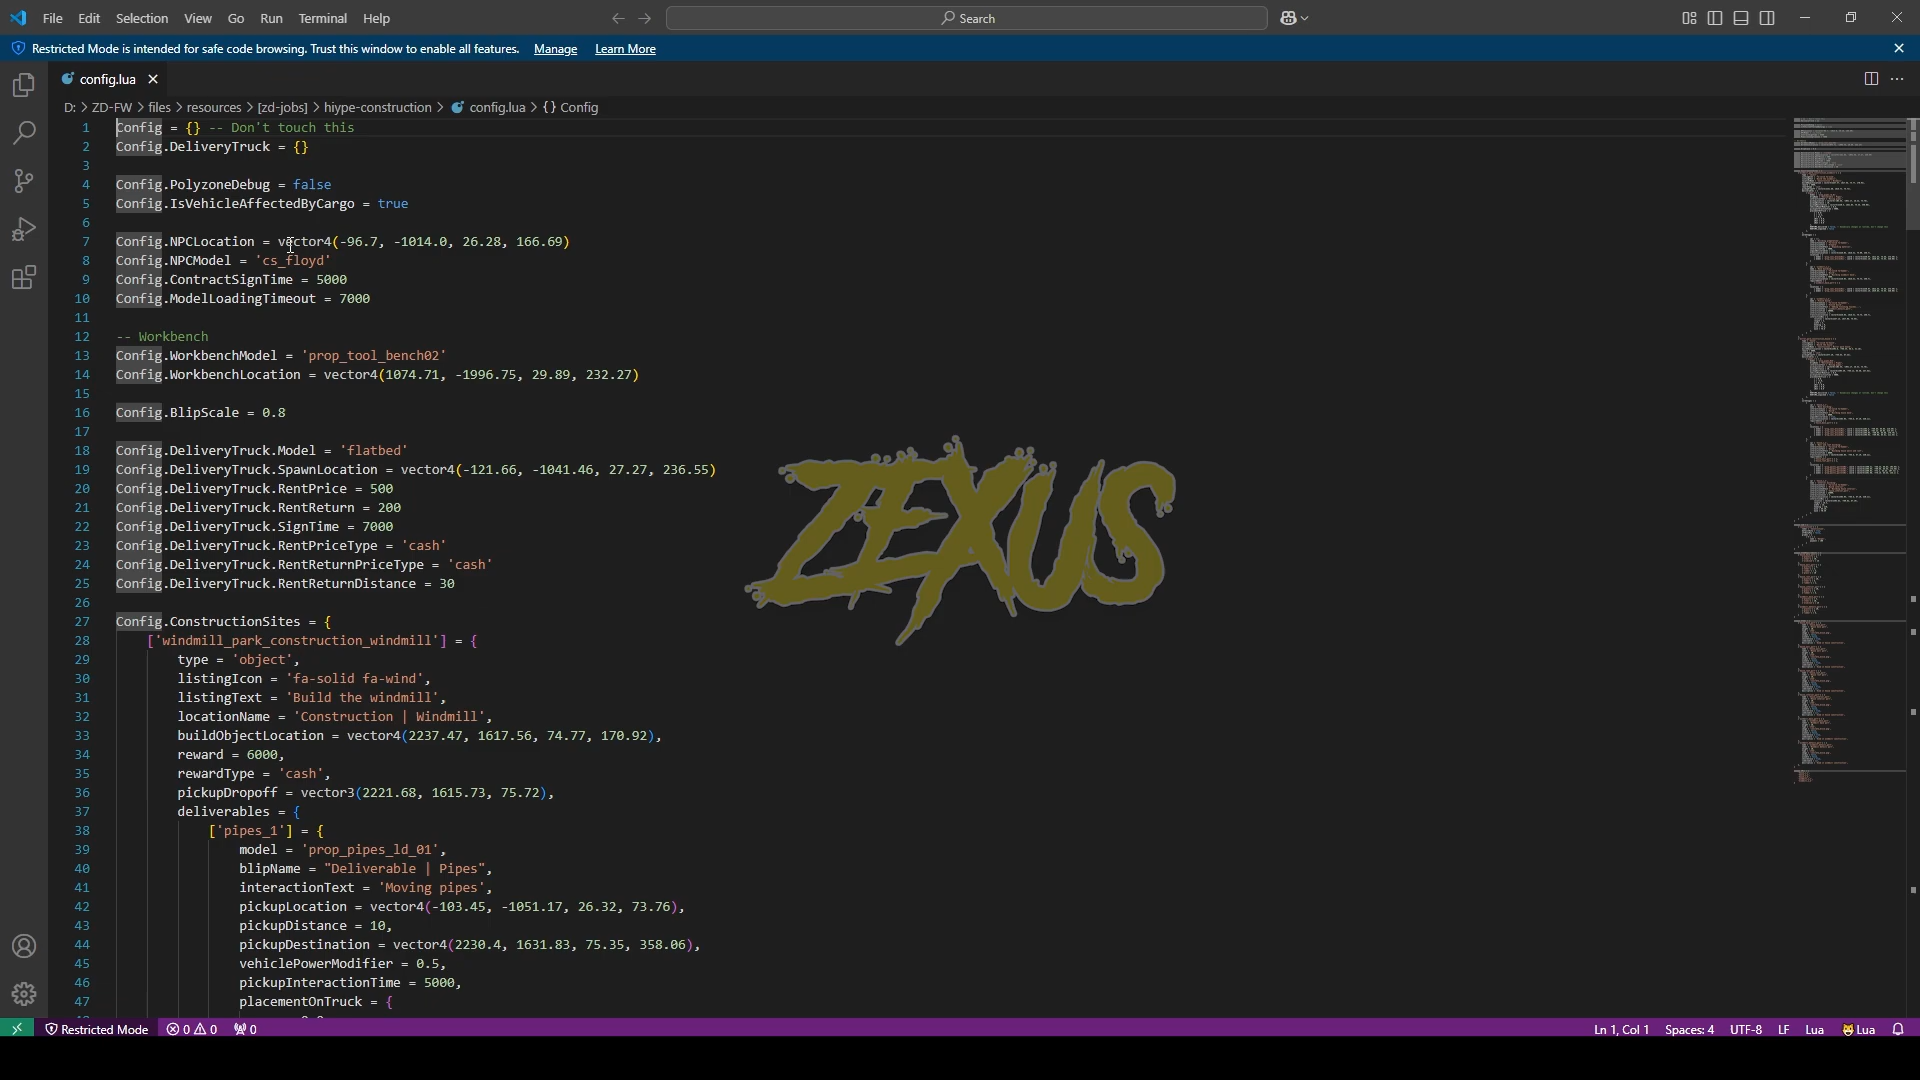 File Edit Selection View Go Run Terminal Help
Search
Restricted Mode is intended for safe code browsing. Trust this window to enable all features. Manage Learn More
config.lua
D: > ZD-FW > files > resources > [zd-jobs] > hiype-construction > config.lua > {} Config
1 Config = {} -- Don't touch this
2 Config.DeliveryTruck = {}
3
4 Config.PolyzoneDebug = false
5 Config.IsVehicleAffectedByCargo = true
6
7 Config.NPCLocation = vector4(-96.7, -1014.0, 26.28, 166.69)
8 Config.NPCModel = 'cs_floyd'
9 Config.ContractSignTime = 5000
10 Config.ModelLoadingTimeout = 7000
11
12 -- Workbench
13 Config.WorkbenchModel = 'prop_tool_bench02'
14 Config.WorkbenchLocation = vector4(1074.71, -1996.75, 29.89, 232.27)
15
16 Config.BlipScale = 0.8
17
18 Config.DeliveryTruck.Model = 'flatbed'
19 Config.DeliveryTruck.SpawnLocation = vector4(-121.66, -1041.46, 27.27, 236.55)
20 Config.DeliveryTruck.RentPrice = 500
21 Config.DeliveryTruck.RentReturn = 200
22 Config.DeliveryTruck.SignTime = 7000
23 Config.DeliveryTruck.RentPriceType = 'cash'
24 Config.DeliveryTruck.RentReturnPriceType = 'cash'
25 Config.DeliveryTruck.RentReturnDistance = 30
26
27 Config.ConstructionSites = {
28 ['windmill_park_construction_windmill'] = {
29 type = 'object',
30 listingIcon = 'fa-solid fa-wind',
31 listingText = 'Build the windmill',
32 locationName = 'Construction | Windmill',
33 buildObjectLocation = vector4(2237.47, 1617.56, 74.77, 170.92),
34 reward = 6000,
35 rewardType = 'cash',
36 pickupDropoff = vector3(2221.68, 1615.73, 75.72),
37 deliverables = {
38 ['pipes_1'] = {
39 model = 'prop_pipes_ld_01',
40 blipName = "Deliverable | Pipes",
41 interactionText = 'Moving pipes',
42 pickupLocation = vector4(-103.45, -1051.17, 26.32, 73.76),
43 pickupDistance = 10,
44 pickupDestination = vector4(2230.4, 1631.83, 75.35, 358.06),
45 vehiclePowerModifier = 0.5,
46 pickupInteractionTime = 5000,
47 placementOnTruck = {
ZEXUS
Restricted Mode 0 0 0 Ln 1, Col 1 Spaces: 4 UTF-8 LF Lua Lua